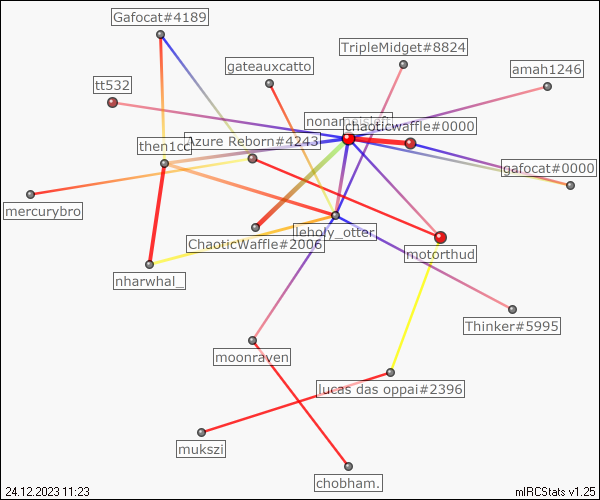 Gafocat#4189
TripleMidget#8824
gateauxcatto
amah1246
tt532
chaoticwaffle#0000
Azure Reborn#4243
then1cc
gafocat#0000
mercurybro
leholy_otter
ChaoticWaffle#2006
motorthud
nharwhal_
Thinker#5995
moonraven
lucas das oppai#2396
mukszi
chobham.
24.12.2023 11:23
mIRCStats v1.25